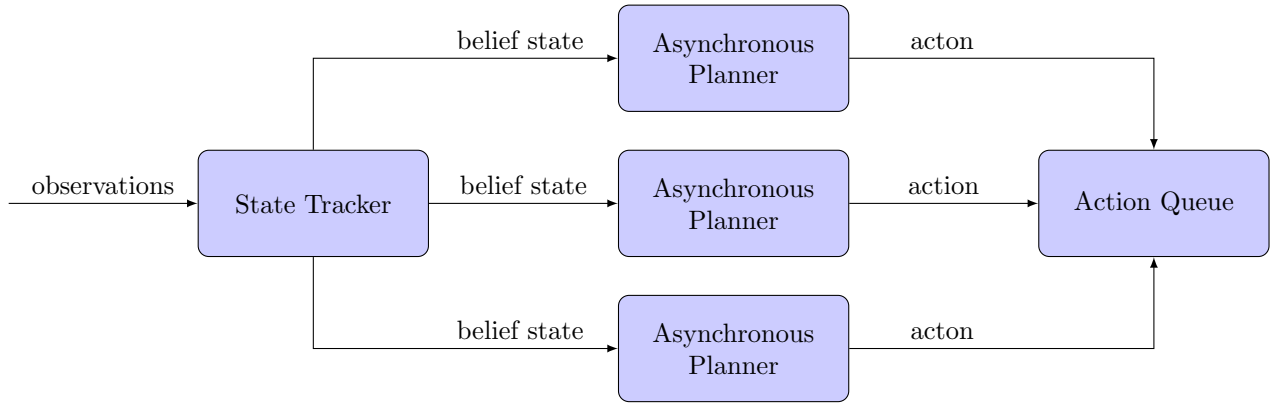 belief state
Asynchronous
Planner
acton
observations
State Tracker
belief state
Asynchronous
Planner
action
Action Queue
belief state
Asynchronous
Planner
acton